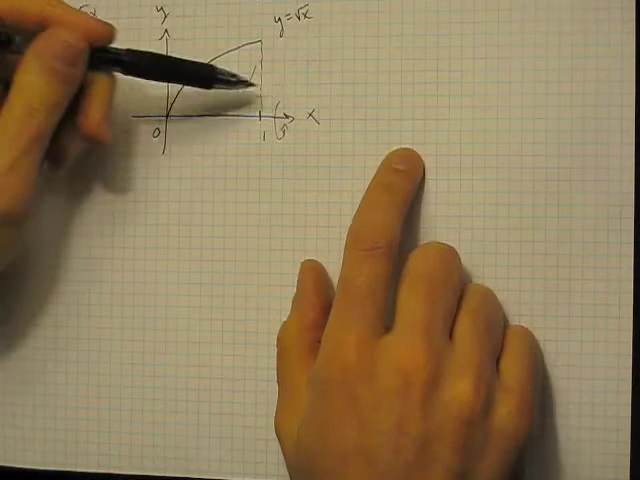 y
y = √x
x
0
1